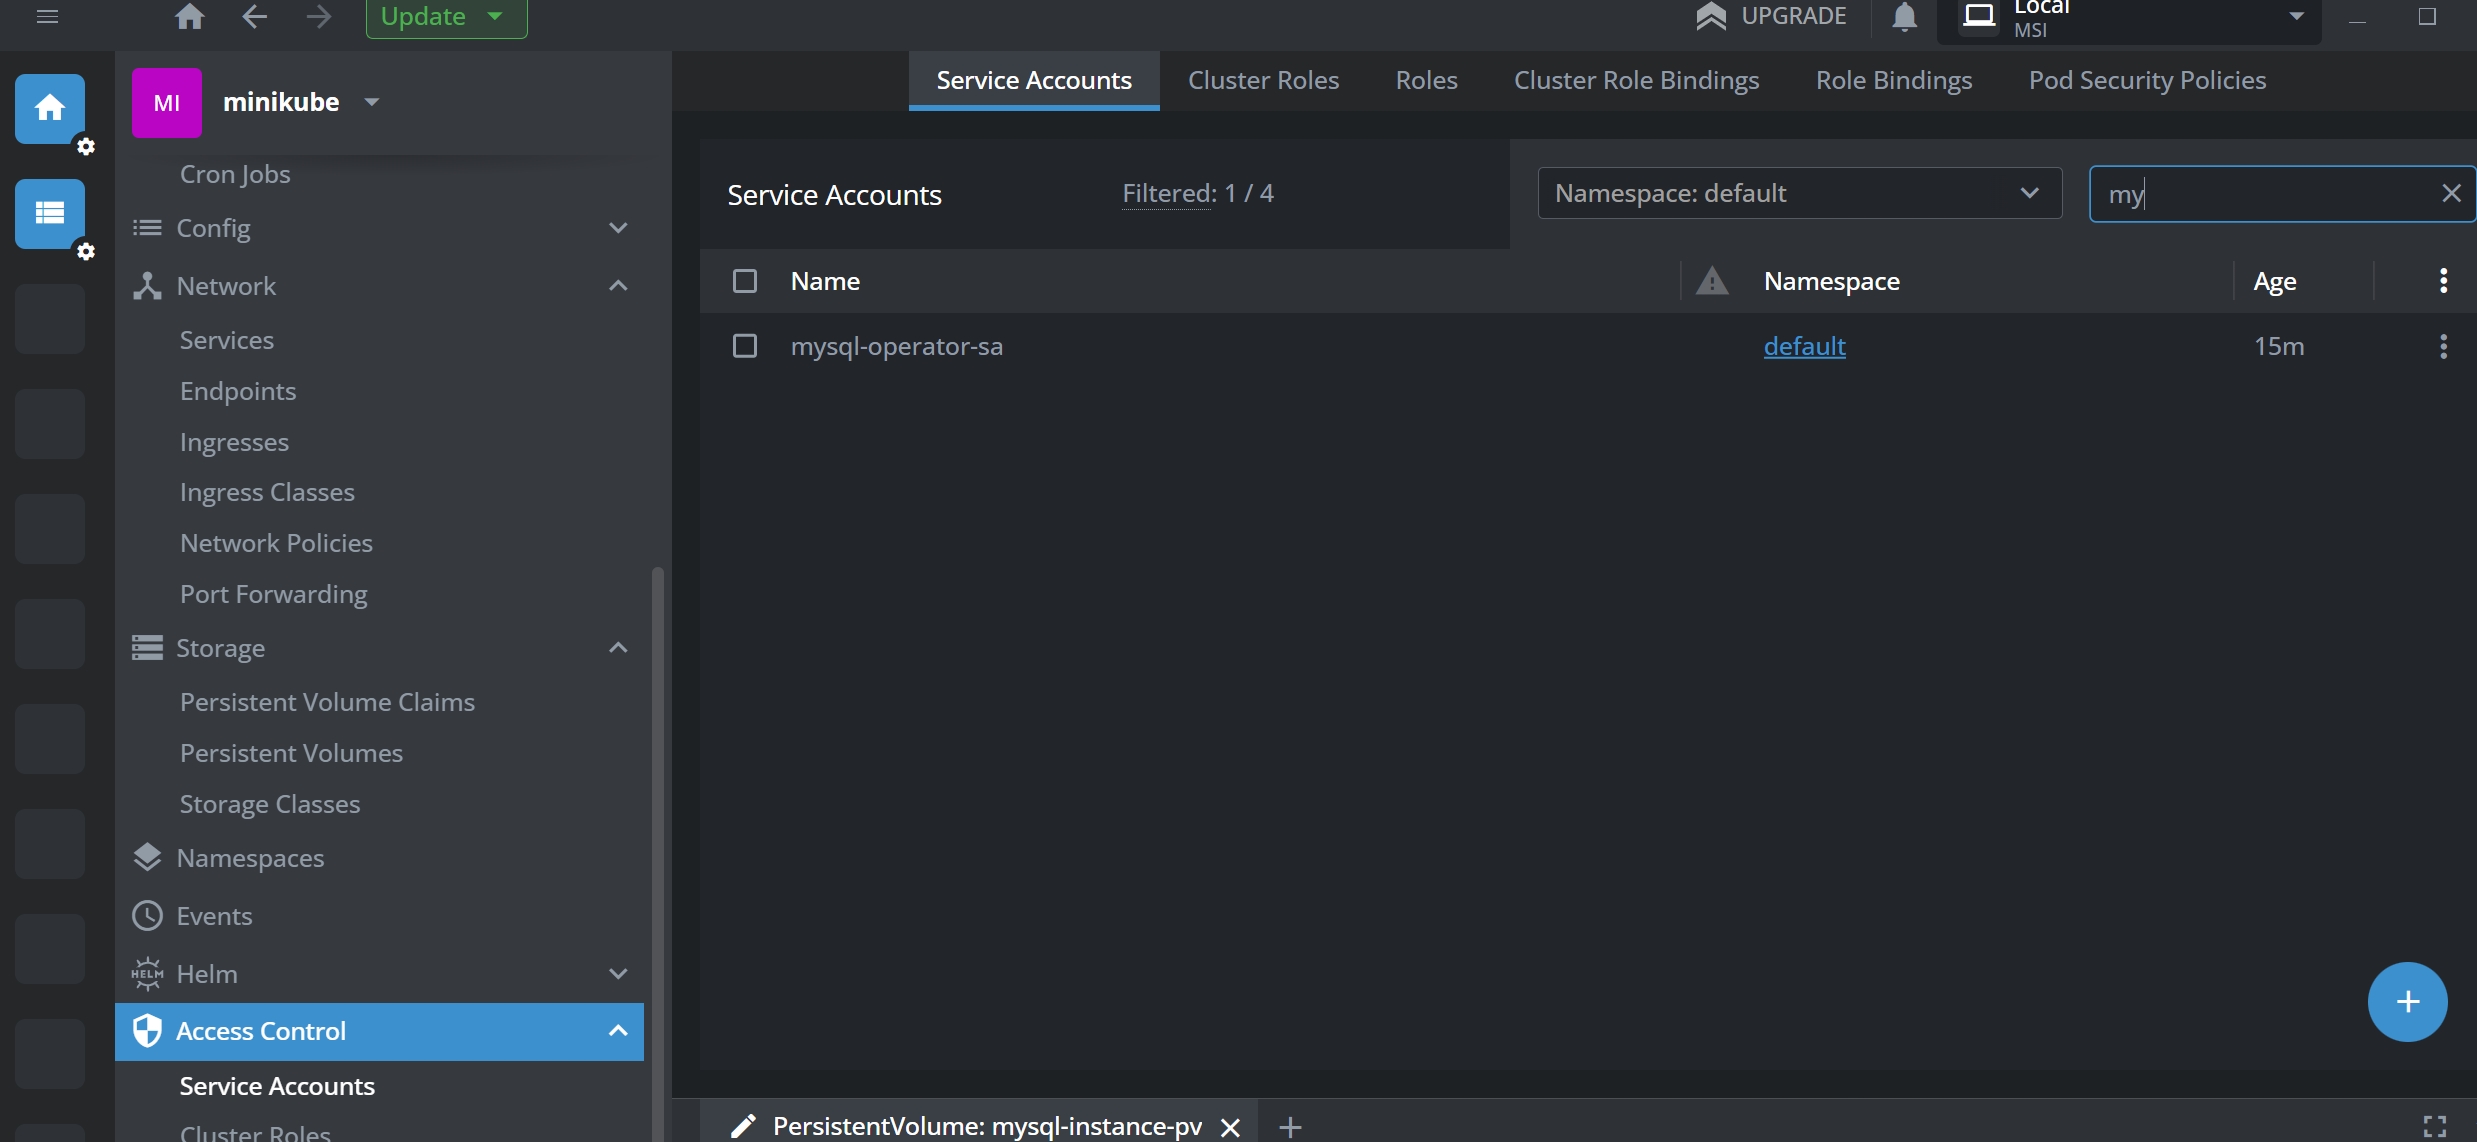 Update
UPGRADE
Local
MSI
MI
minikube
Service Accounts
Cluster Roles
Roles
Cluster Role Bindings
Role Bindings
Pod Security Policies
Cron Jobs
Config
Network
Services
Endpoints
Ingresses
Ingress Classes
Network Policies
Port Forwarding
Storage
Persistent Volume Claims
Persistent Volumes
Storage Classes
Namespaces
Events
HELM Helm
Access Control
Service Accounts
Cluster Roles
Service Accounts
Filtered: 1 / 4
Namespace: default
my
Name
Namespace
Age
mysql-operator-sa
default
15m
PersistentVolume: mysql-instance-pv